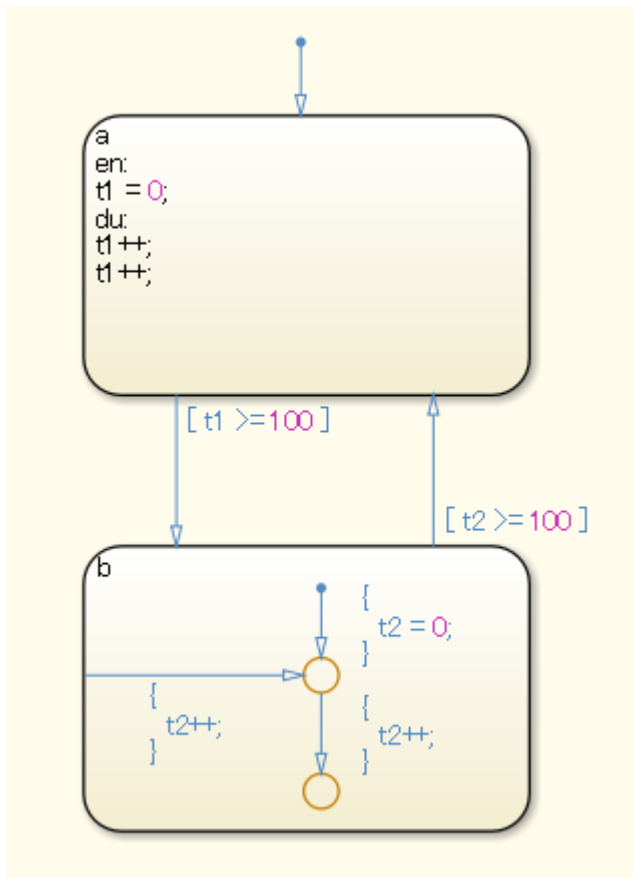 a
en:
t1 = 0;
du:
t1++;
t1++;
[ t1 >=100 ]
[ t2 >= 100 ]
b
{
t2 = 0;
}
{
t2++;
}
{
t2++;
}